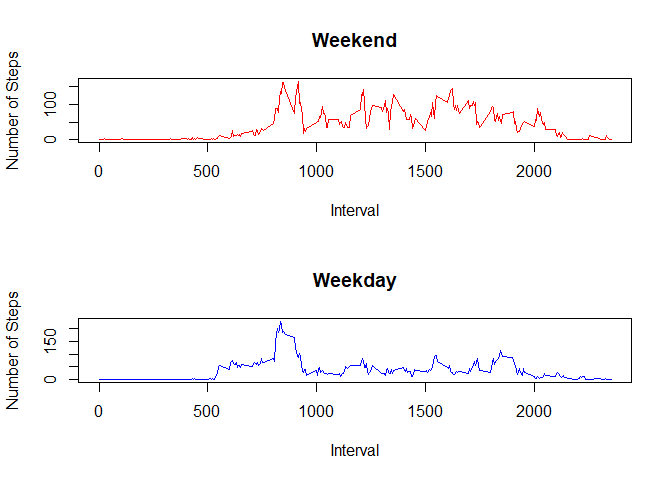 Weekend
Number of Steps
100
0
0 500 1000 1500 2000
Interval
Weekday
Number of Steps
150
0
0 500 1000 1500 2000
Interval